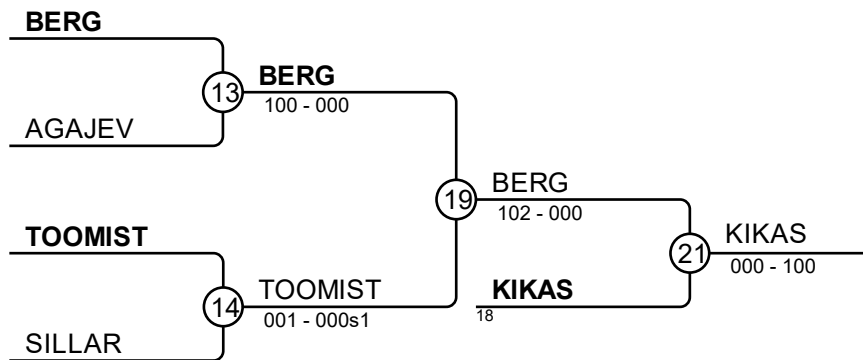 BERG
13
BERG
100 - 000
AGAJEV
19
BERG
102 - 000
TOOMIST
14
TOOMIST
001 - 000s1
SILLAR
KIKAS
18
21
KIKAS
000 - 100